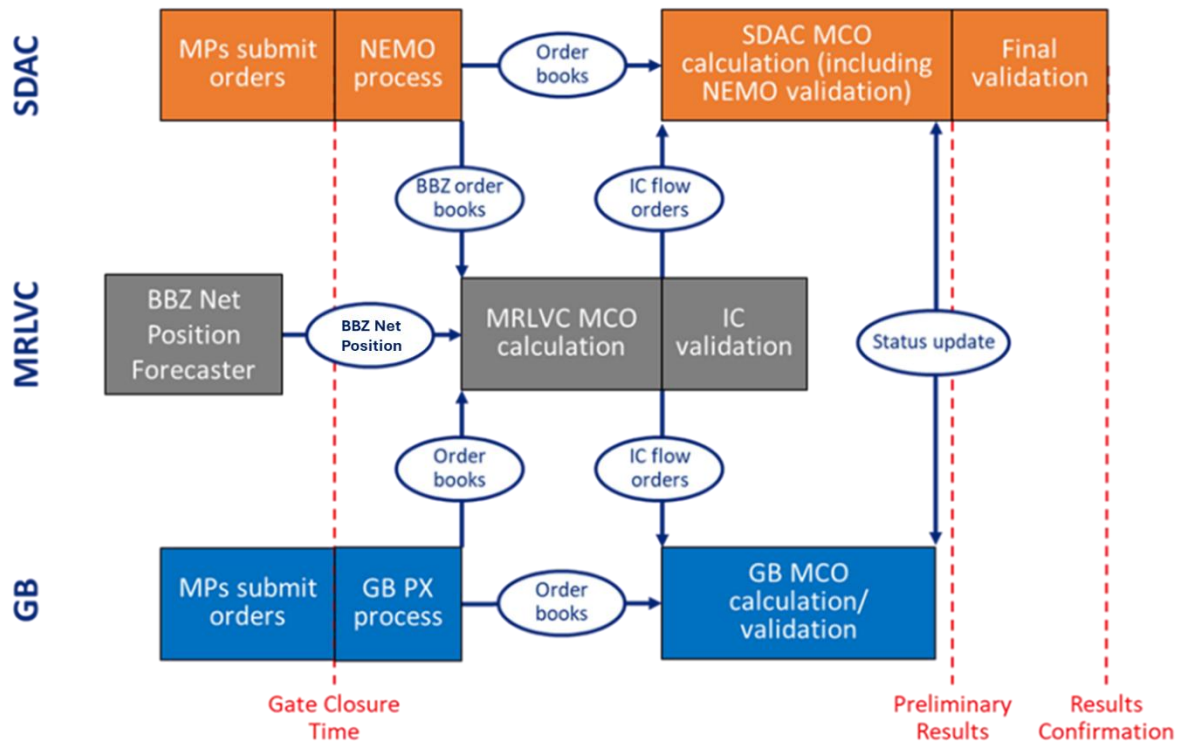 SDAC
MPs submit
orders
NEMO
process
Order
books
SDAC MCO
calculation (including
NEMO validation)
Final
validation
BBZ order
books
IC flow
orders
MRLVC
BBZ Net
Position
Forecaster
BBZ Net
Position
MRLVC MCO
calculation
IC
validation
Status update
Order
books
IC flow
orders
GB
MPs submit
orders
GB PX
process
Order
books
GB MCO
calculation/
validation
Gate Closure
Time
Preliminary
Results
Results
Confirmation